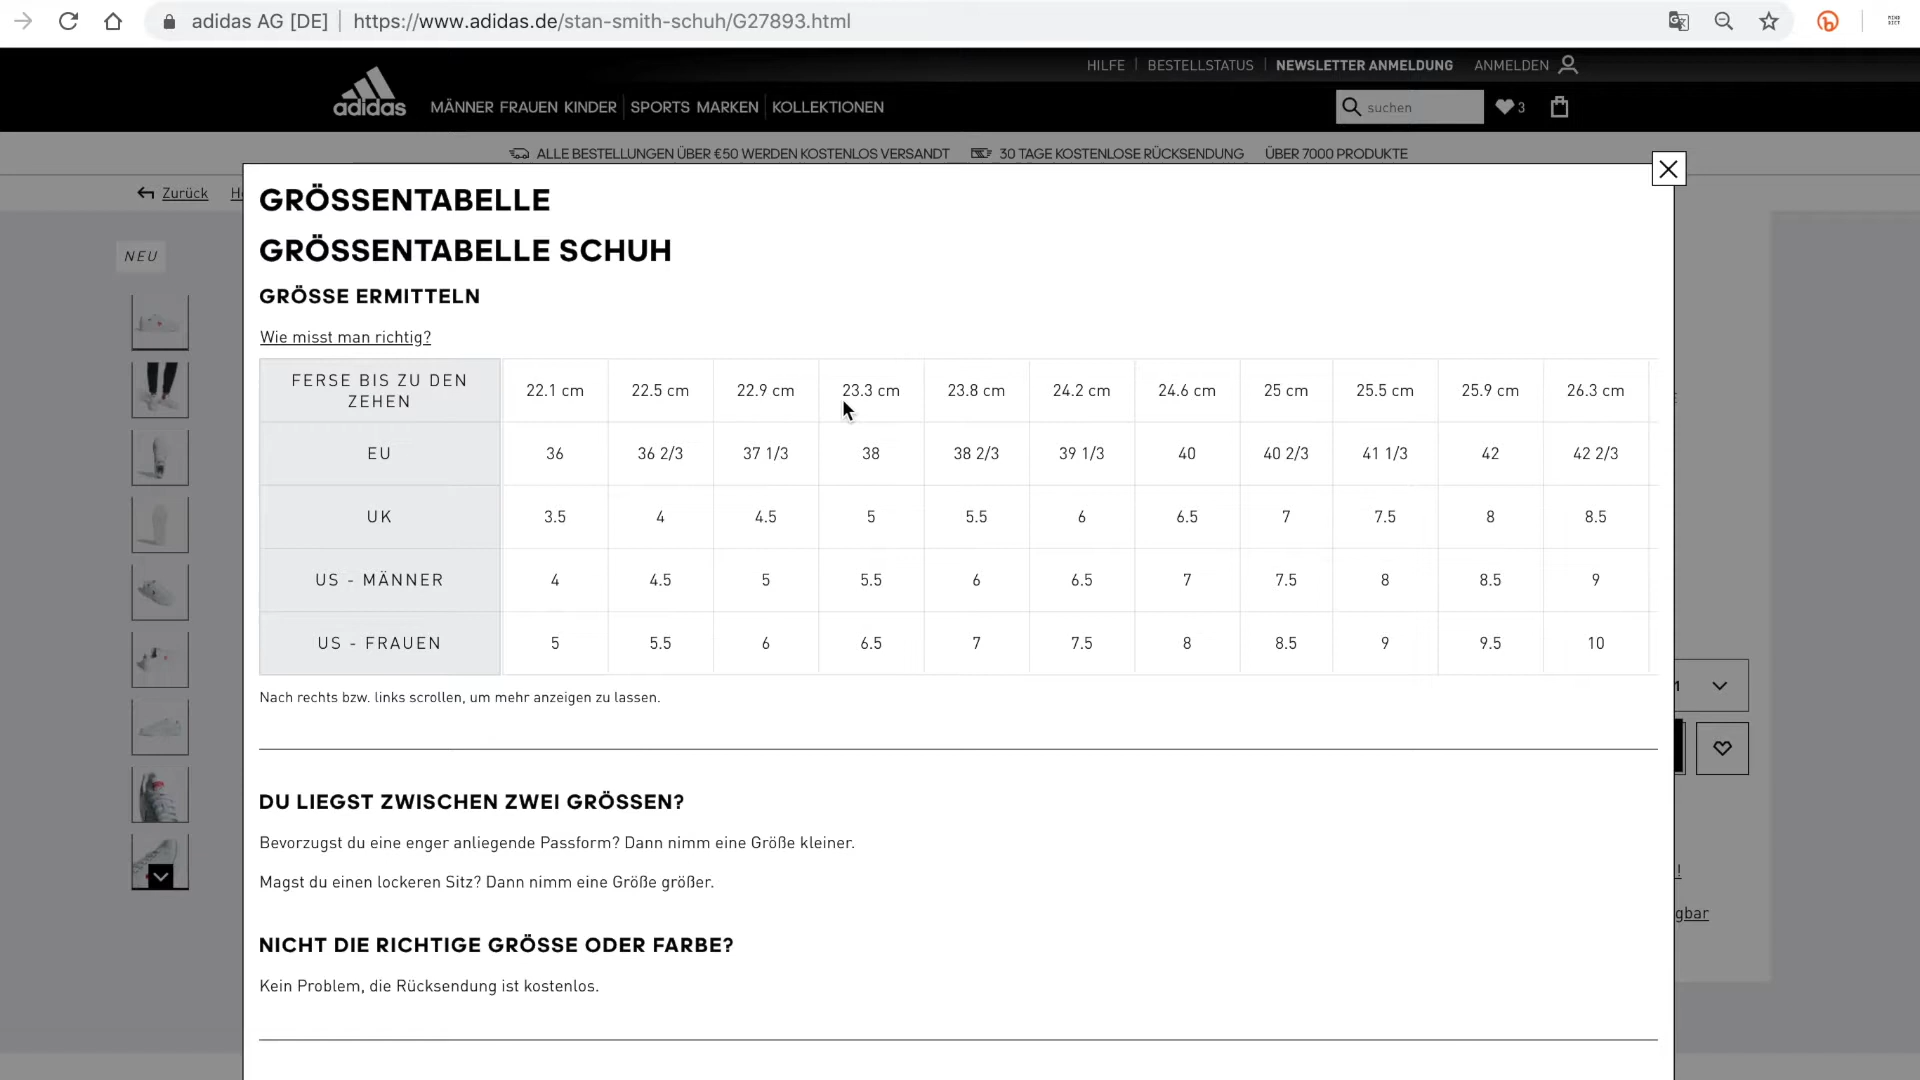 adidas AG [DE] | https://www.adidas.de/stan-smith-schuh/G27893.html
HILFE | BESTELLSTATUS | NEWSLETTER ANMELDUNG ANMELDEN
adidas
MÄNNER FRAUEN KINDER SPORTS MARKEN KOLLEKTIONEN
suchen
3
ALLE BESTELLUNGEN ÜBER €50 WERDEN KOSTENLOS VERSANDT 30 TAGE KOSTENLOSE RÜCKSENDUNG ÜBER 7000 PRODUKTE
Zurück
NEU
GRÖSSENTABELLE
GRÖSSENTABELLE SCHUH
GRÖSSE ERMITTELN
Wie misst man richtig?
FERSE BIS ZU DEN ZEHEN 22.1 cm 22.5 cm 22.9 cm 23.3 cm 23.8 cm 24.2 cm 24.6 cm 25 cm 25.5 cm 25.9 cm 26.3 cm
EU 36 36 2/3 37 1/3 38 38 2/3 39 1/3 40 40 2/3 41 1/3 42 42 2/3
UK 3.5 4 4.5 5 5.5 6 6.5 7 7.5 8 8.5
US - MÄNNER 4 4.5 5 5.5 6 6.5 7 7.5 8 8.5 9
US - FRAUEN 5 5.5 6 6.5 7 7.5 8 8.5 9 9.5 10
Nach rechts bzw. links scrollen, um mehr anzeigen zu lassen.
1
DU LIEGST ZWISCHEN ZWEI GRÖSSEN?
Bevorzugst du eine enger anliegende Passform? Dann nimm eine Größe kleiner.
Magst du einen lockeren Sitz? Dann nimm eine Größe größer.
!
gbar
NICHT DIE RICHTIGE GRÖSSE ODER FARBE?
Kein Problem, die Rücksendung ist kostenlos.